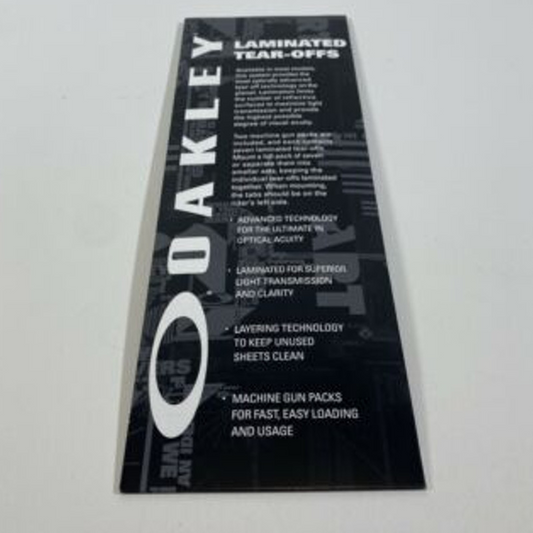 OAKLEY
LAMINATED
TEAR-OFFS
Available in most models,
this system provides the
most optically advanced
tear-off technology on the
planet. Lamination limits
the number of reflective
surfaces to maximize light
transmission and provide
the highest possible
degree of visual acuity.
Two machine gun packs are
included, and each contains
seven laminated tear-offs.
Mount a full pack of seven
or separate them into
smaller sets, keeping the
individual tear-offs laminated
together. When mounting,
the tabs should be on the
rider's left side.
• ADVANCED TECHNOLOGY
FOR THE ULTIMATE IN
OPTICAL ACUITY
• LAMINATED FOR SUPERIOR
LIGHT TRANSMISSION
AND CLARITY
• LAYERING TECHNOLOGY
TO KEEP UNUSED
SHEETS CLEAN
• MACHINE GUN PACKS
FOR FAST, EASY LOADING
AND USAGE